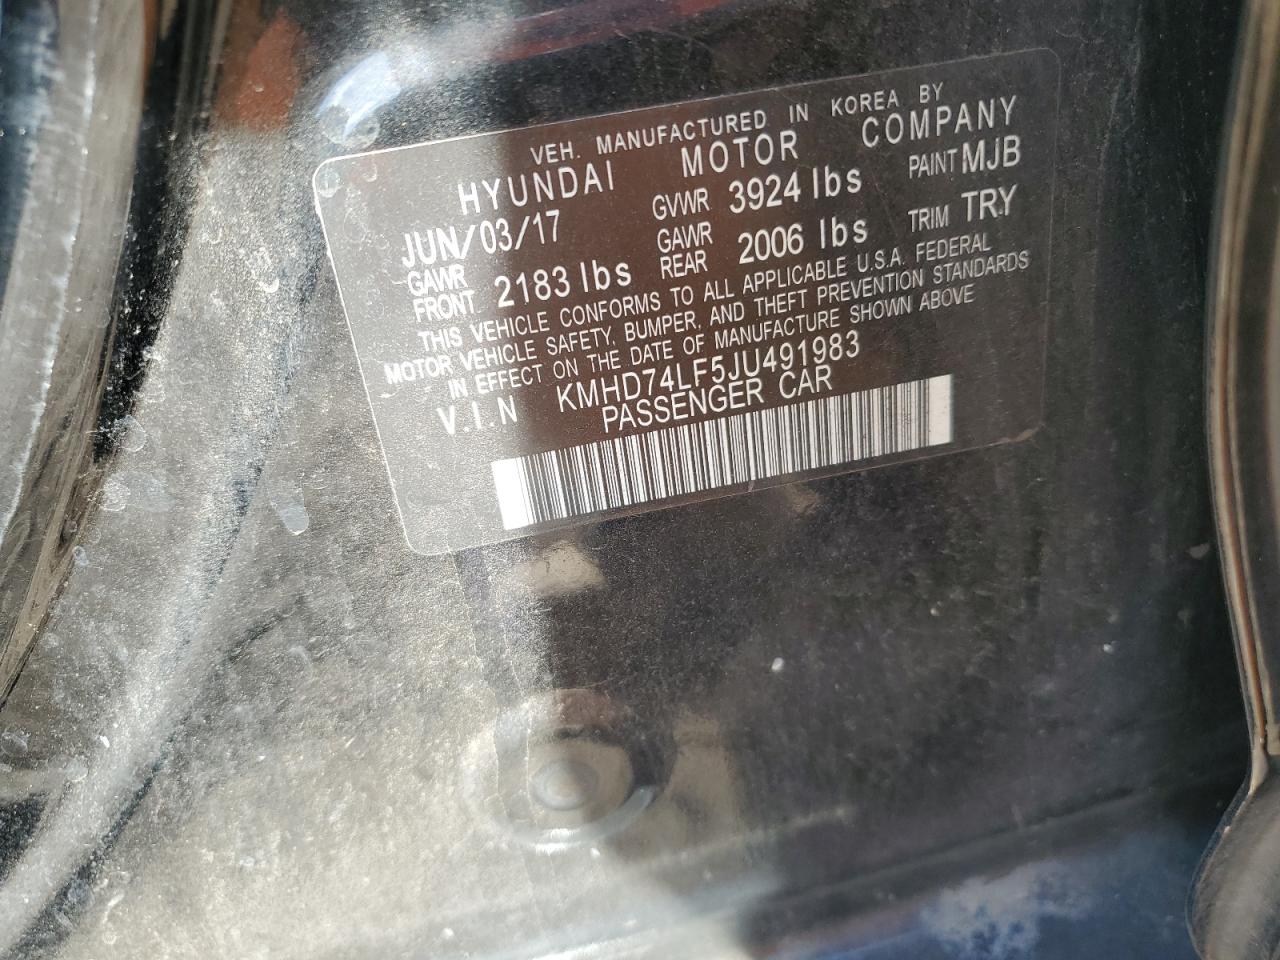 VEH. MANUFACTURED IN KOREA BY
HYUNDAI MOTOR COMPANY
JUN/03/17 GVWR 3924 lbs PAINT MJB
GAWR FRONT 2183 lbs GAWR REAR 2006 lbs TRIM TRY
THIS VEHICLE CONFORMS TO ALL APPLICABLE U.S.A. FEDERAL
MOTOR VEHICLE SAFETY, BUMPER, AND THEFT PREVENTION STANDARDS
IN EFFECT ON THE DATE OF MANUFACTURE SHOWN ABOVE
V.I.N KMHD74LF5JU491983
PASSENGER CAR